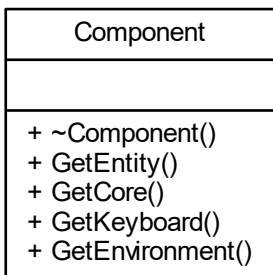 Component
+ ~Component()
+ GetEntity()
+ GetCore()
+ GetKeyboard()
+ GetEnvironment()